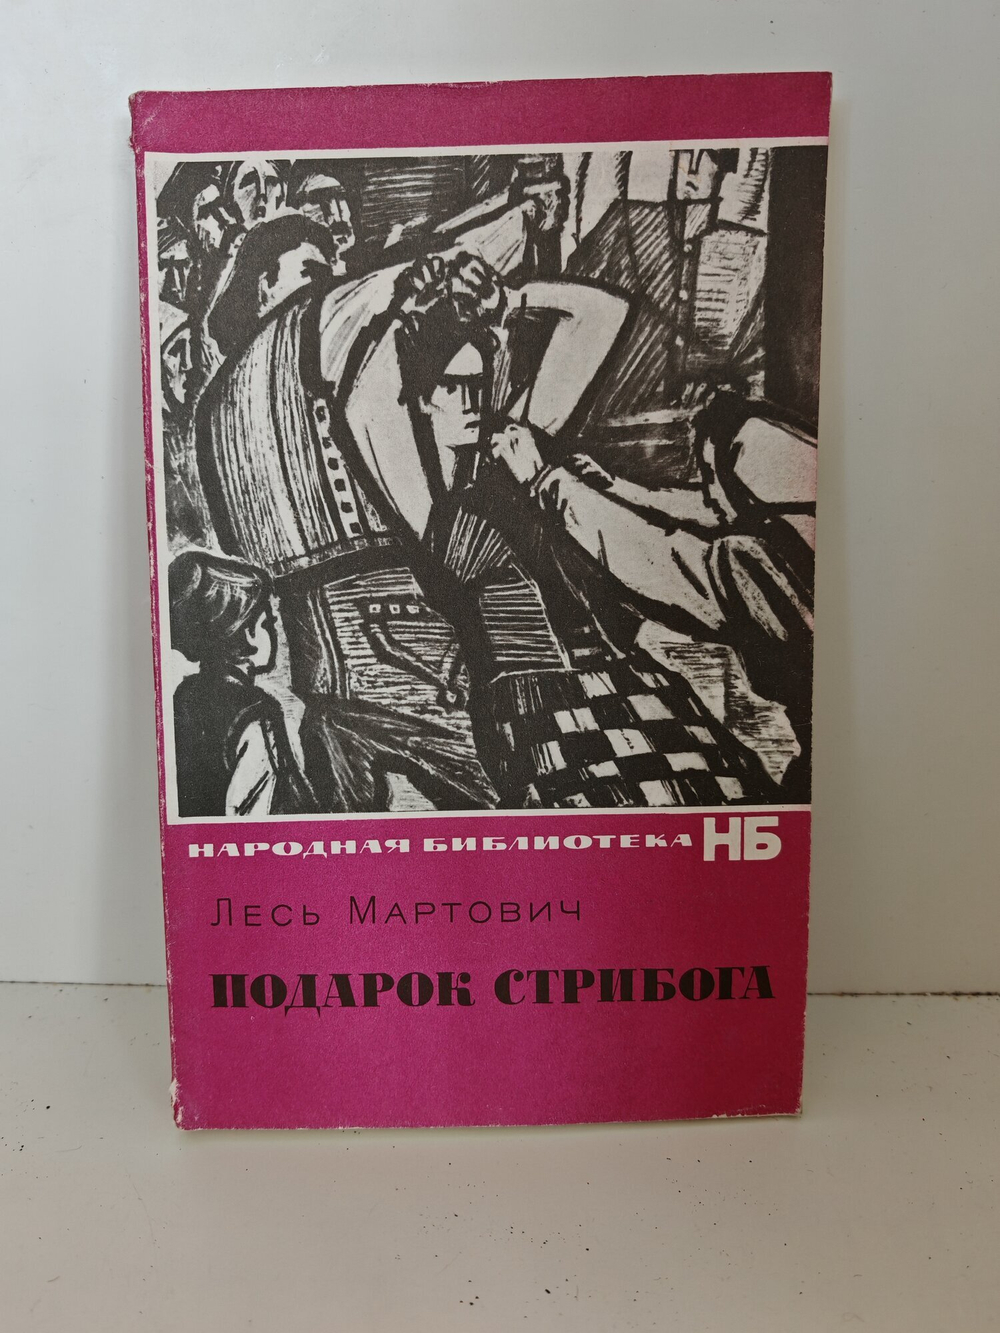 НАРОДНАЯ БИБЛИОТЕКА НБ
Лесь Мартович
ПОДАРОК СТРИБОГА